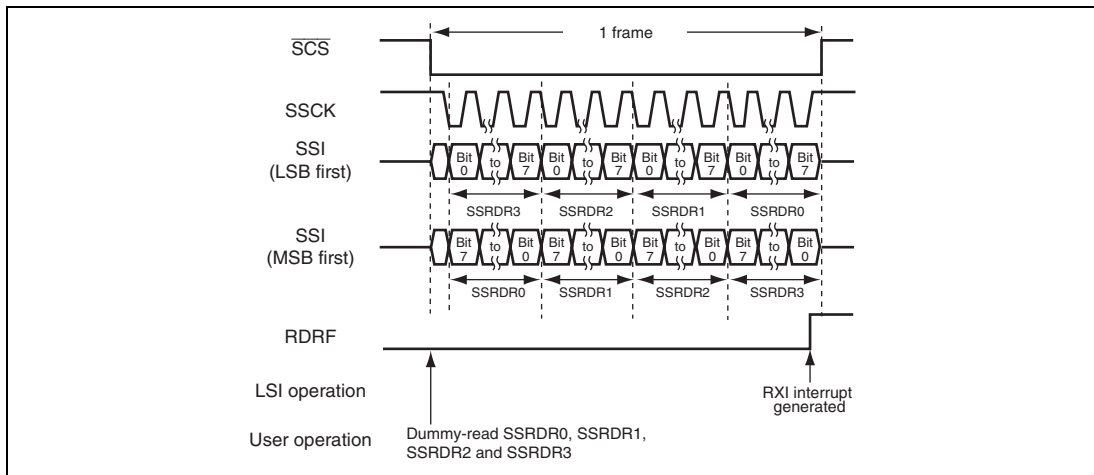 1 frame
SCS
SSCK
SSI
(LSB first)
Bit 0 to Bit 7 Bit 0 to Bit 7 Bit 0 to Bit 7 Bit 0 to Bit 7
SSRDR3 SSRDR2 SSRDR1 SSRDR0
SSI
(MSB first)
Bit 7 to Bit 0 Bit 7 to Bit 0 Bit 7 to Bit 0 Bit 7 to Bit 0
SSRDR0 SSRDR1 SSRDR2 SSRDR3
RDRF
LSI operation
RXI interrupt
generated
User operation
Dummy-read SSRDR0, SSRDR1,
SSRDR2 and SSRDR3